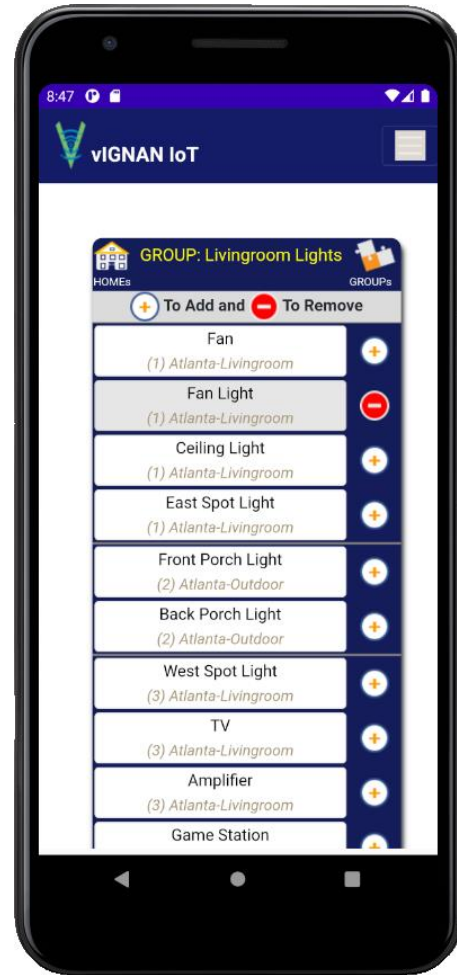 8:47
vIGNAN IoT
GROUP: Livingroom Lights
HOMEs
GROUPs
To Add and To Remove
Fan
(1) Atlanta-Livingroom
Fan Light
(1) Atlanta-Livingroom
Ceiling Light
(1) Atlanta-Livingroom
East Spot Light
(1) Atlanta-Livingroom
Front Porch Light
(2) Atlanta-Outdoor
Back Porch Light
(2) Atlanta-Outdoor
West Spot Light
(3) Atlanta-Livingroom
TV
(3) Atlanta-Livingroom
Amplifier
(3) Atlanta-Livingroom
Game Station